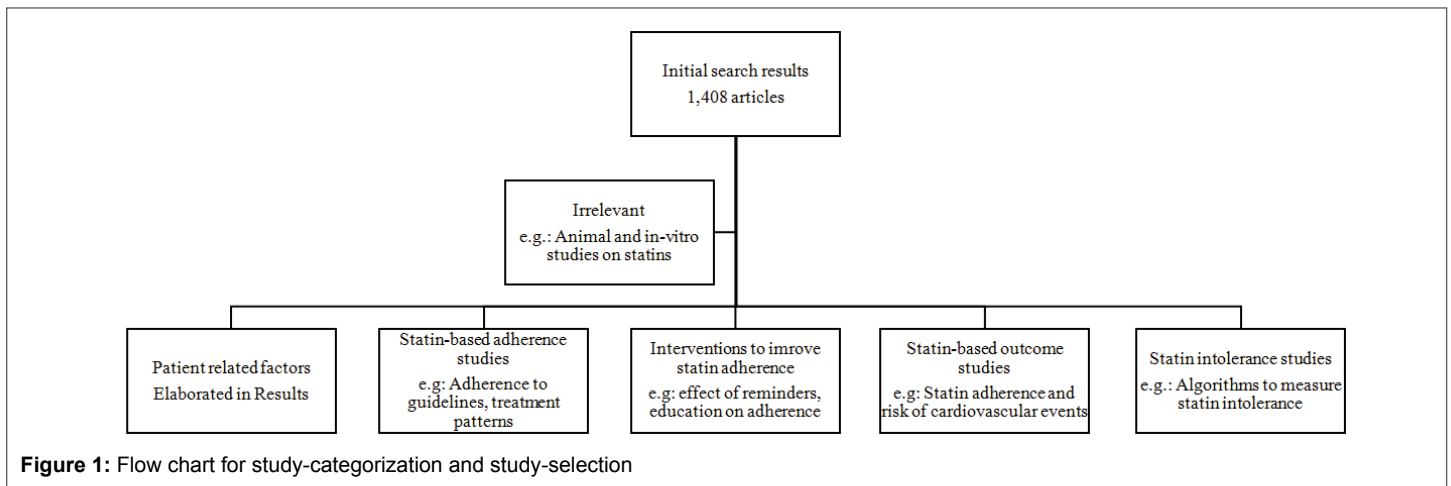 Initial search results
1,408 articles
Irrelevant
e.g.: Animal and in-vitro
studies on statins
Patient related factors
Elaborated in Results
Statin-based adherence
studies
e.g: Adherence to
guidelines, treatment
patterns
Interventions to imrove
statin adherence
e.g: effect of reminders,
education on adherence
Statin-based outcome
studies
e.g: Statin adherence and
risk of cardiovascular events
Statin intolerance studies
e.g.: Algorithms to measure
statin intolerance
Figure 1: Flow chart for study-categorization and study-selection